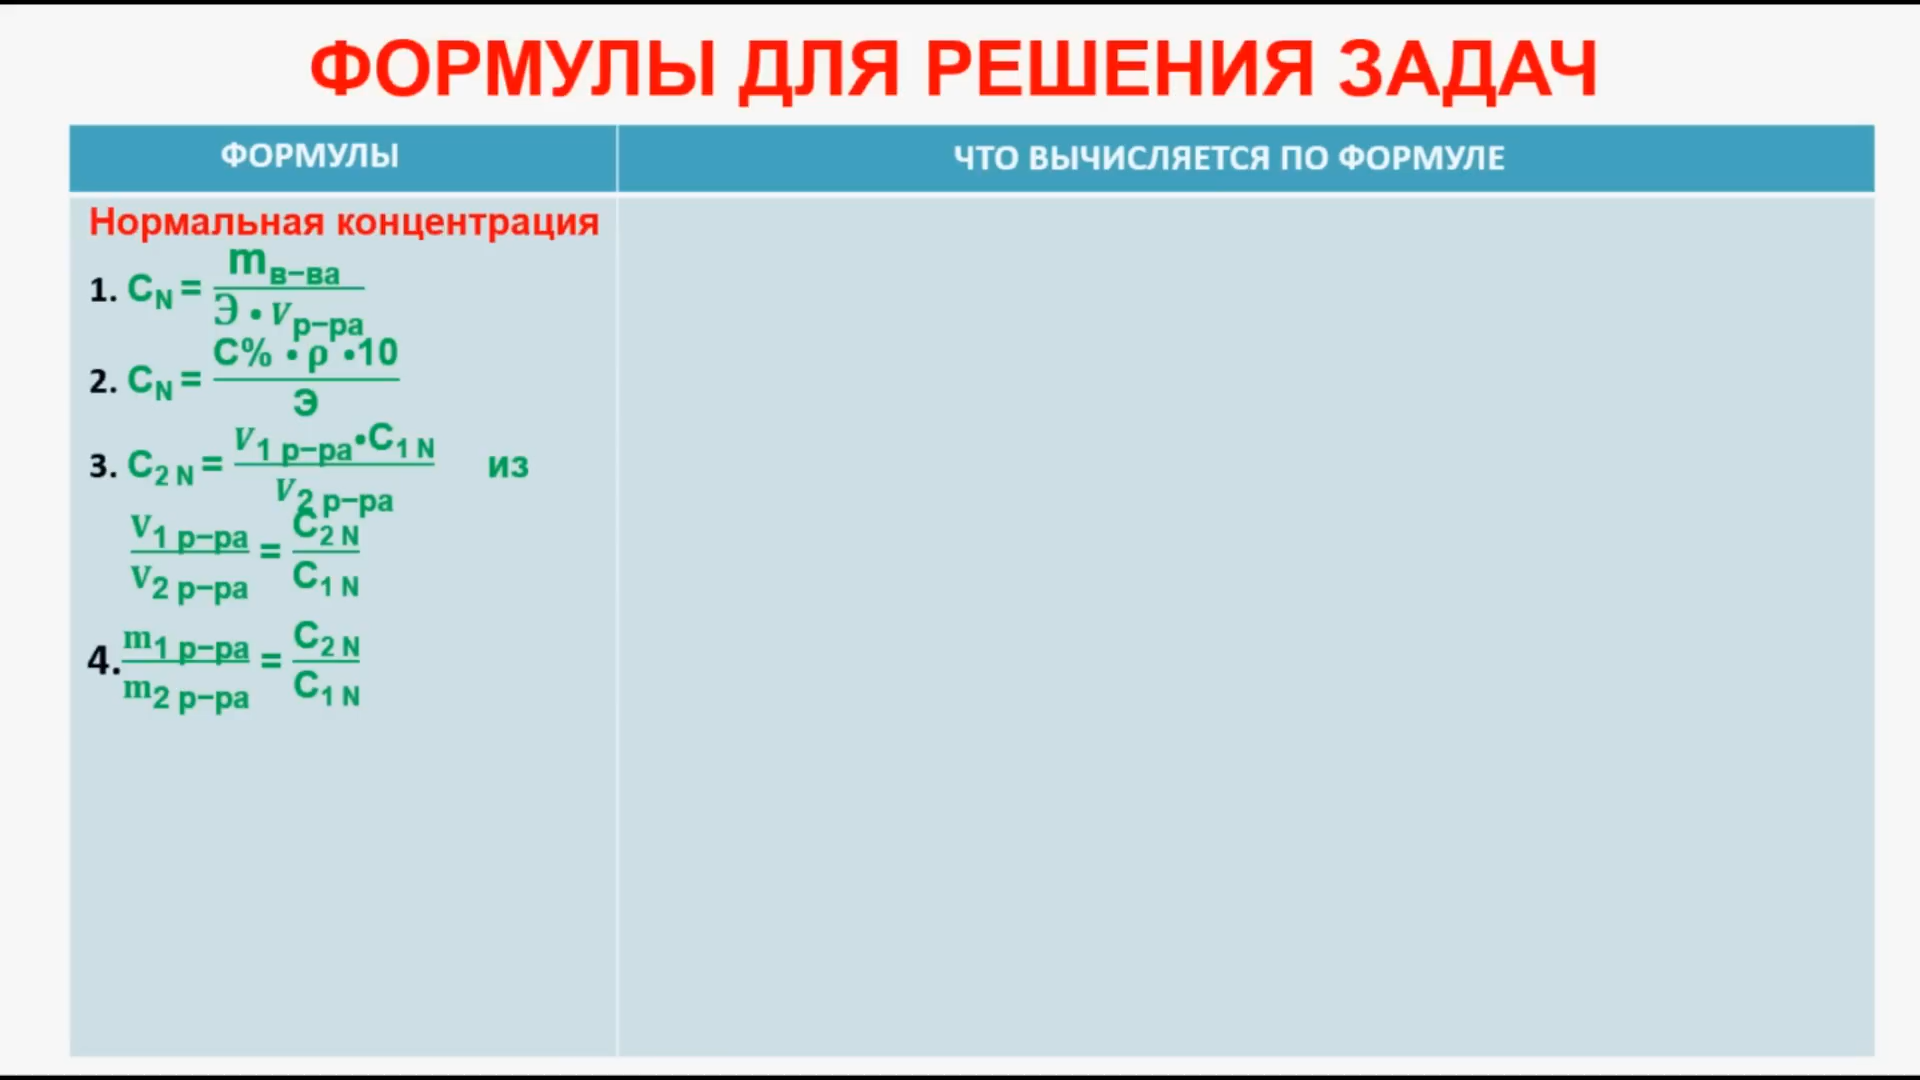 ФОРМУЛЫ ДЛЯ РЕШЕНИЯ ЗАДАЧ
ФОРМУЛЫ
ЧТО ВЫЧИСЛЯЕТСЯ ПО ФОРМУЛЕ
Нормальная концентрация
1. C_N = m_в−ва / (Э • V_р−ра)
2. C_N = (C% • ρ •10) / Э
3. C_2 N = (V_1 р−ра • C_1 N) / V_2 р−ра из
V_1 р−ра / V_2 р−ра = C_2 N / C_1 N
4. m_1 р−ра / m_2 р−ра = C_2 N / C_1 N